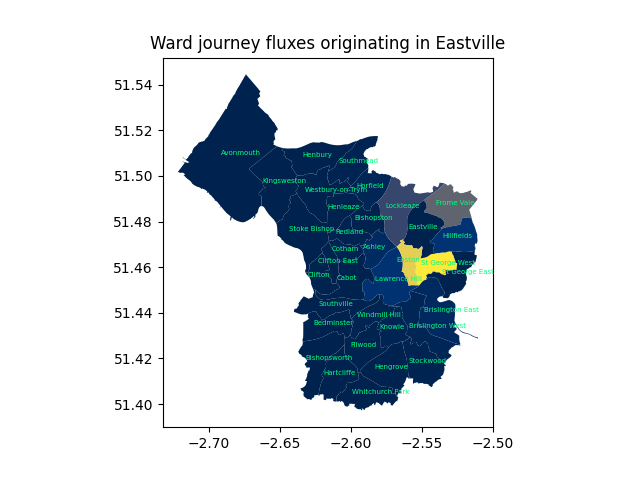 Ward journey fluxes originating in Eastville
51.54
51.52
51.50
51.48
51.46
51.44
51.42
51.40
Avonmouth
Henbury
Southmead
Kingsweston
Horfield
Westbury-on-Trym
Frome Vale
Henleaze
Lockleaze
Bishopston
Eastville
Stoke Bishop
Redland
Hillfields
Ashley
Cotham
Clifton East
Easton
St George West
Clifton
Cabot
Lawrence Hill
St George East
Southville
Brislington East
Windmill Hill
Bedminster
Knowle
Brislington West
Filwood
Bishopsworth
Stockwood
Hengrove
Hartcliffe
Whitchurch Park
−2.70 −2.65 −2.60 −2.55 −2.50